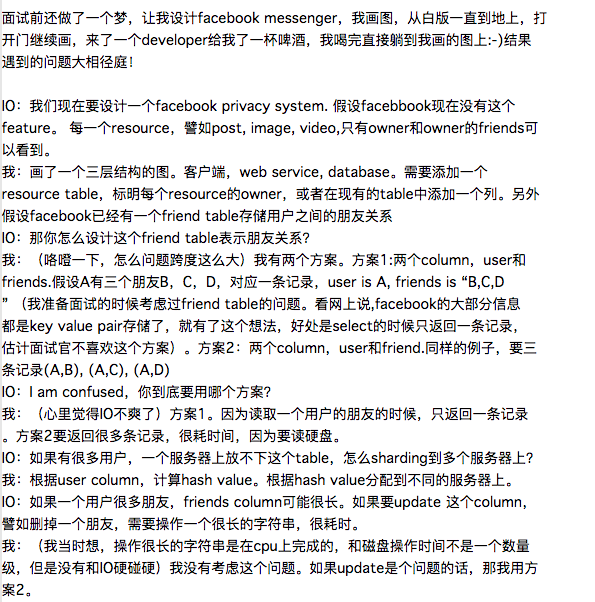 面试前还做了一个梦，让我设计facebook messenger，我画图，从白版一直到地上，打
开门继续画，来了一个developer给我了一杯啤酒，我喝完直接躺到我画的图上:-)结果
遇到的问题大相径庭！
IO：我们现在要设计一个facebook privacy system. 假设facebbook现在没有这个
feature。 每一个resource，譬如post, image, video,只有owner和owner的friends可
以看到。
我：画了一个三层结构的图。客户端，web service, database。需要添加一个
resource table，标明每个resource的owner，或者在现有的table中添加一个列。另外
假设facebook已经有一个friend table存储用户之间的朋友关系
IO：那你怎么设计这个friend table表示朋友关系？
我：（咯噔一下，怎么问题跨度这么大）我有两个方案。方案1:两个column，user和
friends.假设A有三个朋友B，C，D，对应一条记录，user is A, friends is “B,C,D
”（我准备面试的时候考虑过friend table的问题。看网上说,facebook的大部分信息
都是key value pair存储了，就有了这个想法，好处是select的时候只返回一条记录，
估计面试官不喜欢这个方案）。方案2：两个column，user和friend.同样的例子，要三
条记录(A,B), (A,C), (A,D)
IO：I am confused，你到底要用哪个方案？
我：（心里觉得IO不爽了）方案1。因为读取一个用户的朋友的时候，只返回一条记录
。方案2要返回很多条记录，很耗时间，因为要读硬盘。
IO：如果有很多用户，一个服务器上放不下这个table，怎么sharding到多个服务器上？
我：根据user column，计算hash value。根据hash value分配到不同的服务器上。
IO：如果一个用户很多朋友，friends column可能很长。如果要update 这个column，
譬如删掉一个朋友，需要操作一个很长的字符串，很耗时。
我：（我当时想，操作很长的字符串是在cpu上完成的，和磁盘操作时间不是一个数量
级，但是没有和IO硬碰硬）我没有考虑这个问题。如果update是个问题的话，那我用方
案2。